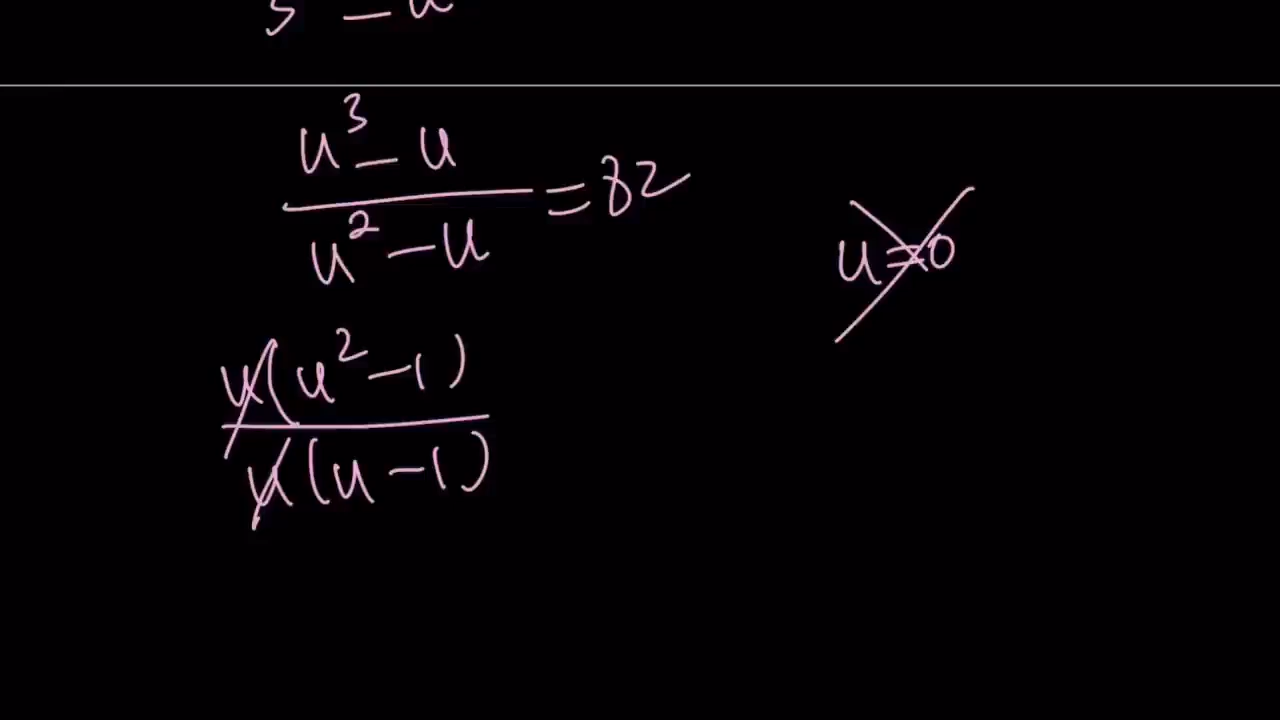 u³ - u
u² - u
= 82
u = 0
u(u² - 1)
u(u - 1)